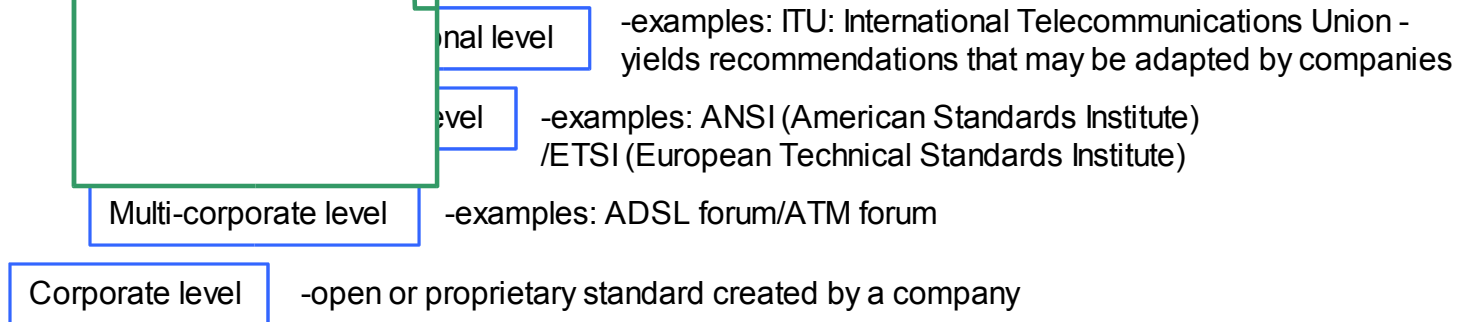 level -examples: ITU: International Telecommunications Union -
yields recommendations that may be adapted by companies
-examples: ANSI (American Standards Institute)
/ETSI (European Technical Standards Institute)
Multi-corporate level -examples: ADSL forum/ATM forum
Corporate level -open or proprietary standard created by a company